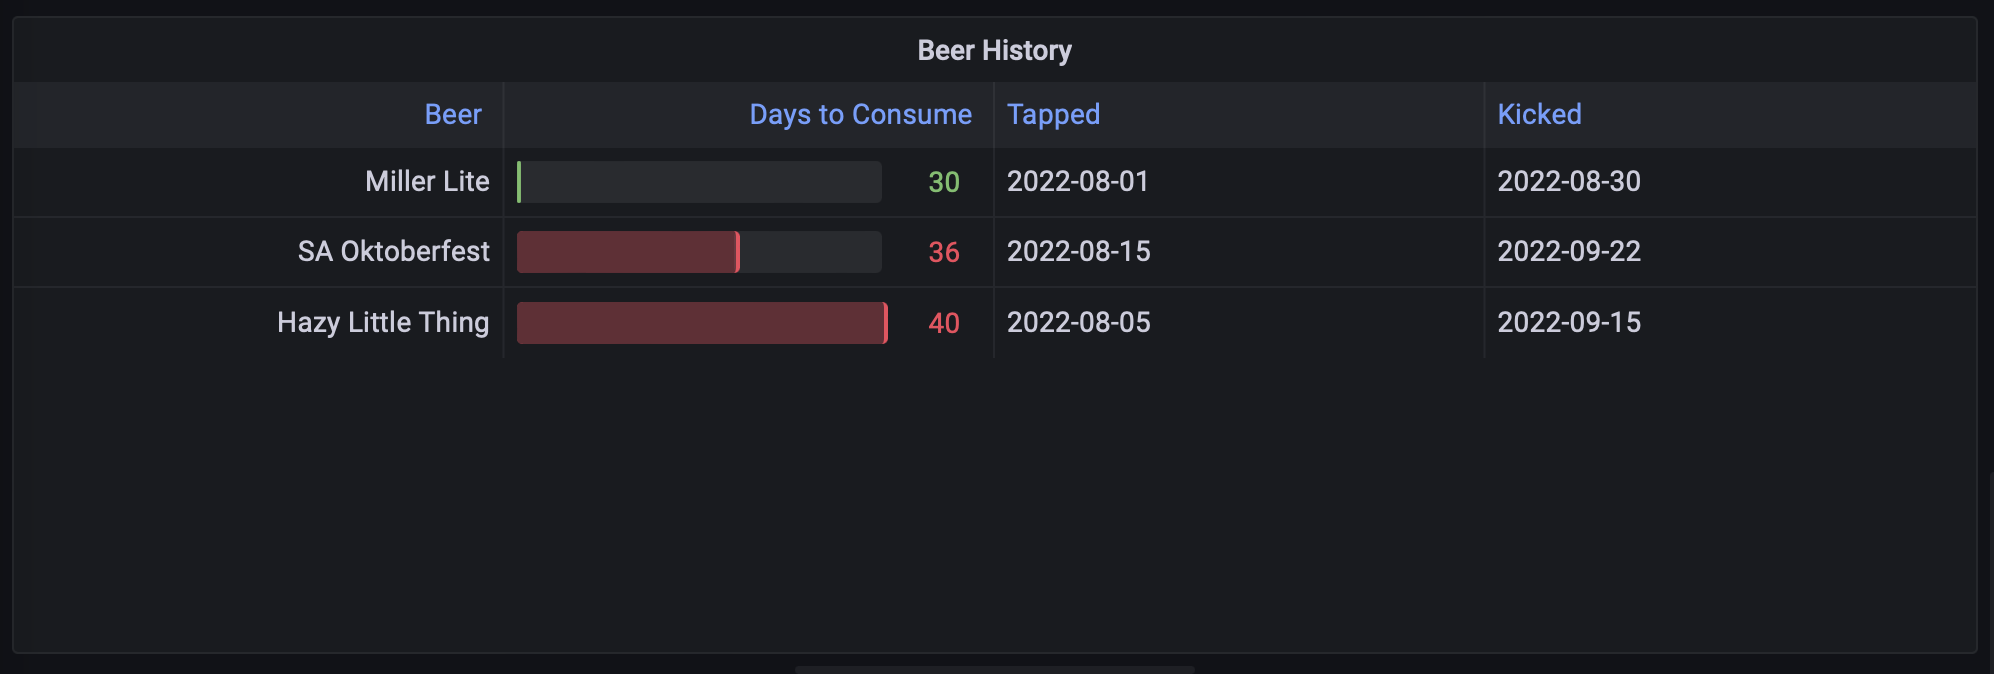 Beer History
Beer Days to Consume Tapped Kicked
Miller Lite 30 2022-08-01 2022-08-30
SA Oktoberfest 36 2022-08-15 2022-09-22
Hazy Little Thing 40 2022-08-05 2022-09-15